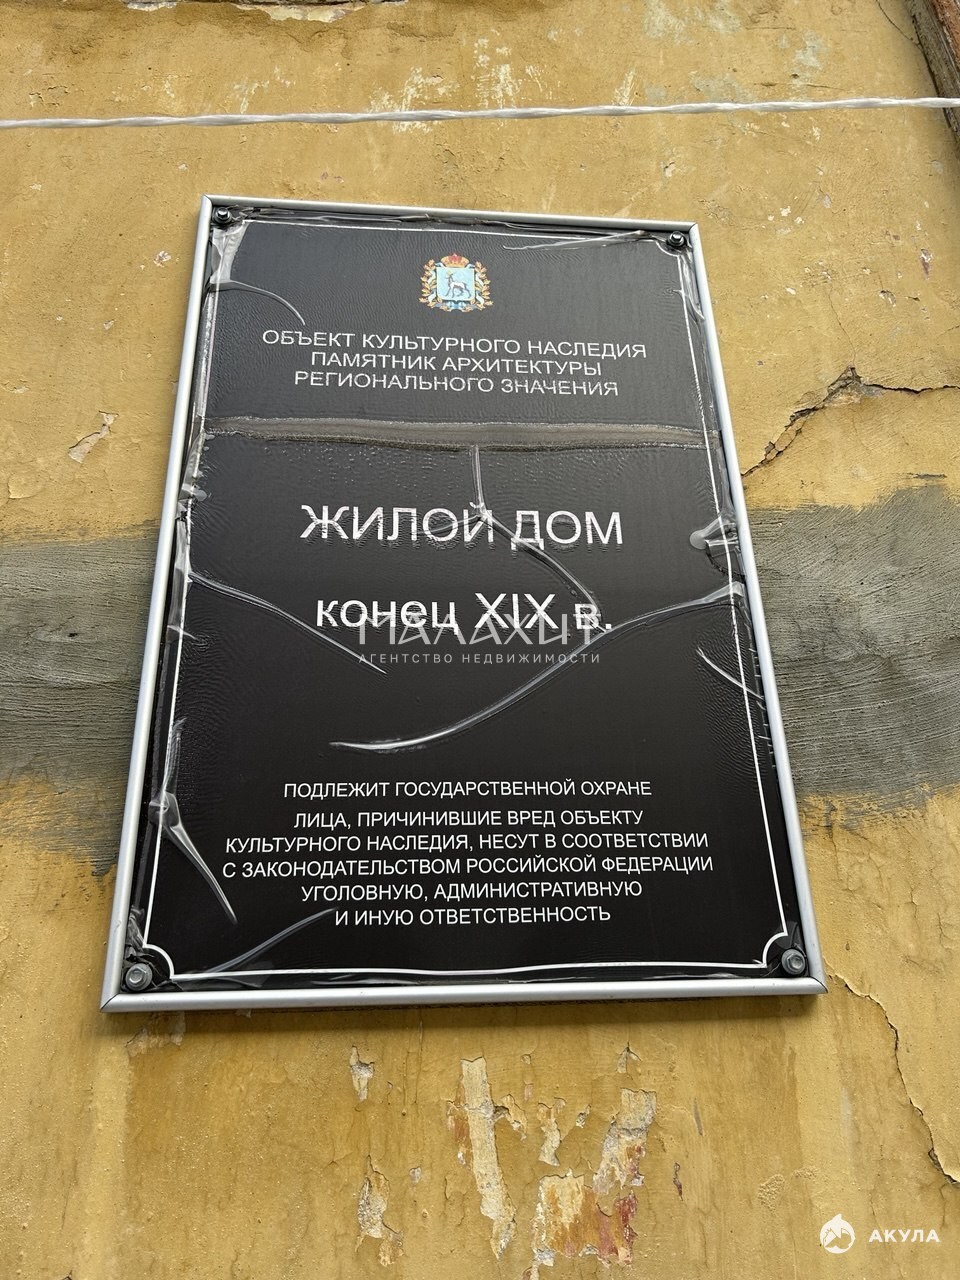 ОБЪЕКТ КУЛЬТУРНОГО НАСЛЕДИЯ
ПАМЯТНИК АРХИТЕКТУРЫ
РЕГИОНАЛЬНОГО ЗНАЧЕНИЯ
ЖИЛОЙ ДОМ
конец XIX в.
МАЛАХИТ
АГЕНТСТВО НЕДВИЖИМОСТИ
ПОДЛЕЖИТ ГОСУДАРСТВЕННОЙ ОХРАНЕ
ЛИЦА, ПРИЧИНИВШИЕ ВРЕД ОБЪЕКТУ
КУЛЬТУРНОГО НАСЛЕДИЯ, НЕСУТ В СООТВЕТСТВИИ
С ЗАКОНОДАТЕЛЬСТВОМ РОССИЙСКОЙ ФЕДЕРАЦИИ
УГОЛОВНУЮ, АДМИНИСТРАТИВНУЮ
И ИНУЮ ОТВЕТСТВЕННОСТЬ
АКУЛА